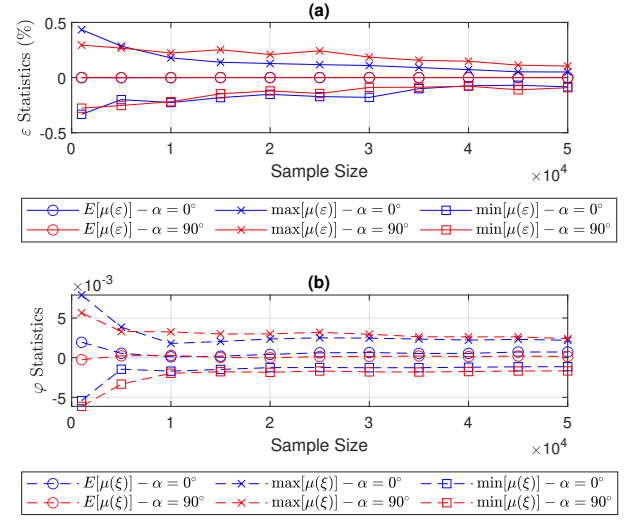 (a)
0.5
0
-0.5
ε Statistics (%)
0 1 2 3 4 5
Sample Size
×10^4
E[μ(ε)] − α = 0° max[μ(ε)] − α = 0° min[μ(ε)] − α = 0°
E[μ(ε)] − α = 90° max[μ(ε)] − α = 90° min[μ(ε)] − α = 90°
(b)
×10^-3
5
0
-5
φ Statistics
0 1 2 3 4 5
Sample Size
×10^4
E[μ(ξ)] − α = 0° max[μ(ξ)] − α = 0° min[μ(ξ)] − α = 0°
E[μ(ξ)] − α = 90° max[μ(ξ)] − α = 90° min[μ(ξ)] − α = 90°